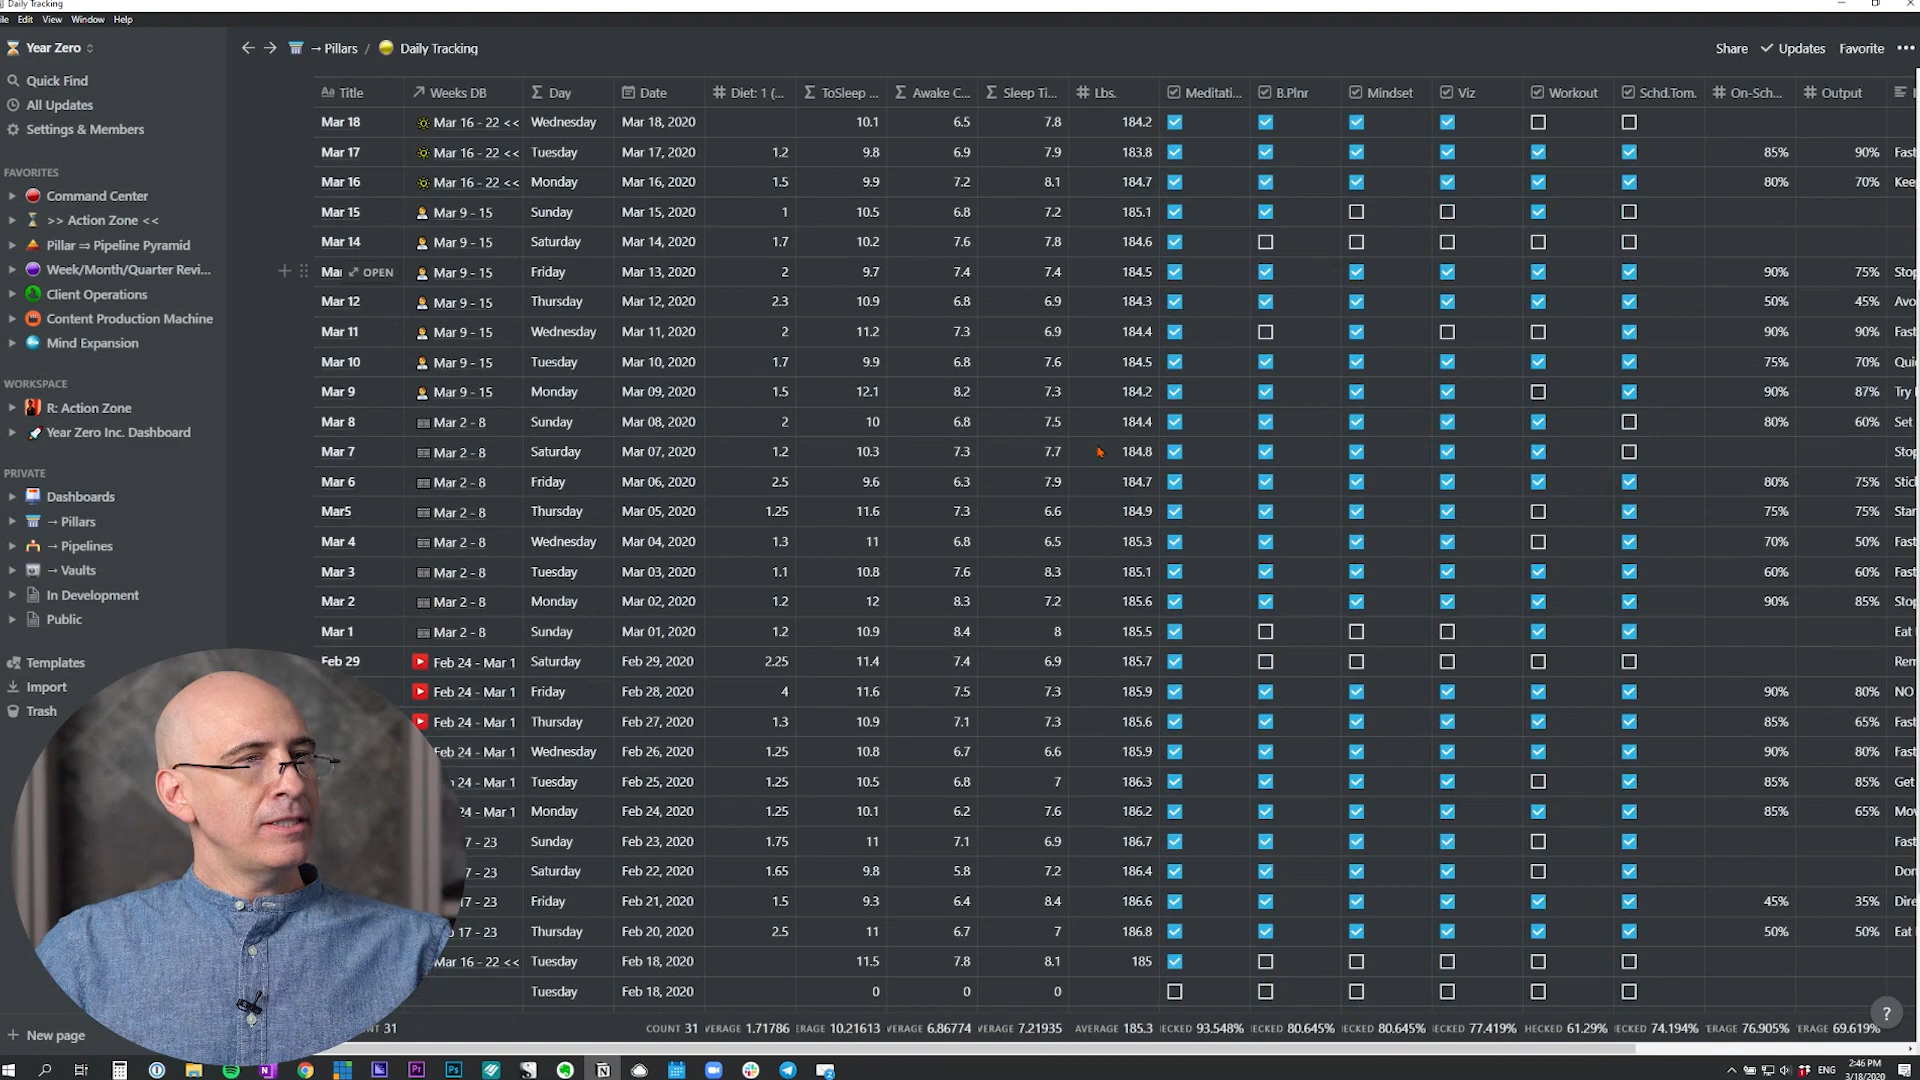 Daily Tracking
File Edit View Window Help
Year Zero
→ Pillars / Daily Tracking
Share Updates Favorite •••
Quick Find
All Updates
Settings & Members
FAVORITES
Command Center
>> Action Zone <<
Pillar ⇒ Pipeline Pyramid
Week/Month/Quarter Revi...
Client Operations
Content Production Machine
Mind Expansion
WORKSPACE
R: Action Zone
Year Zero Inc. Dashboard
PRIVATE
Dashboards
→ Pillars
→ Pipelines
→ Vaults
In Development
Public
Templates
Import
Trash
New page
Aa Title Weeks DB Σ Day Date # Diet: 1 (... Σ ToSleep ... Σ Awake C... Σ Sleep Ti... # Lbs. Meditati... B.Plnr Mindset Viz Workout Schd.Tom. # On-Sch... # Output
Mar 18 Mar 16 - 22 << Wednesday Mar 18, 2020 10.1 6.5 7.8 184.2
Mar 17 Mar 16 - 22 << Tuesday Mar 17, 2020 1.2 9.8 6.9 7.9 183.8 85% 90% Fast
Mar 16 Mar 16 - 22 << Monday Mar 16, 2020 1.5 9.9 7.2 8.1 184.7 80% 70% Kee
Mar 15 Mar 9 - 15 Sunday Mar 15, 2020 1 10.5 6.8 7.2 185.1
Mar 14 Mar 9 - 15 Saturday Mar 14, 2020 1.7 10.2 7.6 7.8 184.6
Mar OPEN Mar 9 - 15 Friday Mar 13, 2020 2 9.7 7.4 7.4 184.5 90% 75% Stop
Mar 12 Mar 9 - 15 Thursday Mar 12, 2020 2.3 10.9 6.8 6.9 184.3 50% 45% Avo
Mar 11 Mar 9 - 15 Wednesday Mar 11, 2020 2 11.2 7.3 6.9 184.4 90% 90% Fast
Mar 10 Mar 9 - 15 Tuesday Mar 10, 2020 1.7 9.9 6.8 7.6 184.5 75% 70% Quic
Mar 9 Mar 9 - 15 Monday Mar 09, 2020 1.5 12.1 8.2 7.3 184.2 90% 87% Try
Mar 8 Mar 2 - 8 Sunday Mar 08, 2020 2 10 6.8 7.5 184.4 80% 60% Set
Mar 7 Mar 2 - 8 Saturday Mar 07, 2020 1.2 10.3 7.3 7.7 184.8 Stop
Mar 6 Mar 2 - 8 Friday Mar 06, 2020 2.5 9.6 6.3 7.9 184.7 80% 75% Stic
Mar5 Mar 2 - 8 Thursday Mar 05, 2020 1.25 11.6 7.3 6.6 184.9 75% 75% Star
Mar 4 Mar 2 - 8 Wednesday Mar 04, 2020 1.3 11 6.8 6.5 185.3 70% 50% Fast
Mar 3 Mar 2 - 8 Tuesday Mar 03, 2020 1.1 10.8 7.6 8.3 185.1 60% 60% Fast
Mar 2 Mar 2 - 8 Monday Mar 02, 2020 1.2 12 8.3 7.2 185.6 90% 85% Stop
Mar 1 Mar 2 - 8 Sunday Mar 01, 2020 1.2 10.9 8.4 8 185.5 Eat
Feb 29 Feb 24 - Mar 1 Saturday Feb 29, 2020 2.25 11.4 7.4 6.9 185.7 Rem
Feb 24 - Mar 1 Friday Feb 28, 2020 4 11.6 7.5 7.3 185.9 90% 80% NO
Feb 24 - Mar 1 Thursday Feb 27, 2020 1.3 10.9 7.1 7.3 185.6 85% 65% Fast
Feb 24 - Mar 1 Wednesday Feb 26, 2020 1.25 10.8 6.7 6.6 185.9 90% 80% Fast
b 24 - Mar 1 Tuesday Feb 25, 2020 1.25 10.5 6.8 7 186.3 85% 85% Get
24 - Mar 1 Monday Feb 24, 2020 1.25 10.1 6.2 7.6 186.2 85% 65% Mov
7 - 23 Sunday Feb 23, 2020 1.75 11 7.1 6.9 186.7 Fast
7 - 23 Saturday Feb 22, 2020 1.65 9.8 5.8 7.2 186.4 Don
17 - 23 Friday Feb 21, 2020 1.5 9.3 6.4 8.4 186.6 45% 35% Dire
b 17 - 23 Thursday Feb 20, 2020 2.5 11 6.7 7 186.8 50% 50% Eat
Mar 16 - 22 << Tuesday Feb 18, 2020 11.5 7.8 8.1 185
Tuesday Feb 18, 2020 0 0 0
UNT 31 COUNT 31 VERAGE 1.71786 ERAGE 10.21613 VERAGE 6.86774 VERAGE 7.21935 AVERAGE 185.3 ECKED 93.548% HECKED 80.645% HECKED 80.645% ECKED 77.419% HECKED 61.29% HECKED 74.194% ERAGE 76.905% ERAGE 69.619%
?
ENG
2:46 PM
3/18/2020